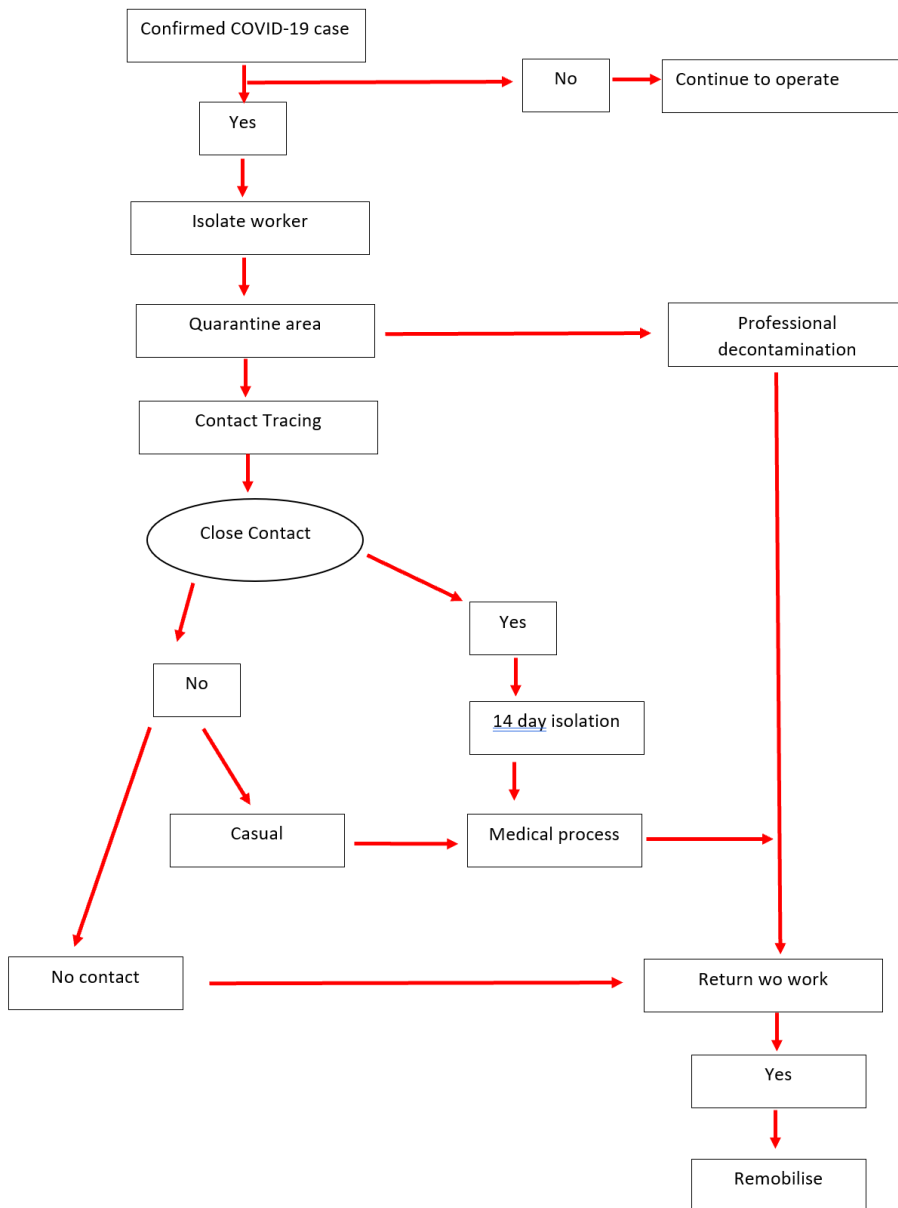 Confirmed COVID-19 case
No
Continue to operate
Yes
Isolate worker
Quarantine area
Professional
decontamination
Contact Tracing
Close Contact
Yes
No
14 day isolation
Casual
Medical process
No contact
Return wo work
Yes
Remobilise